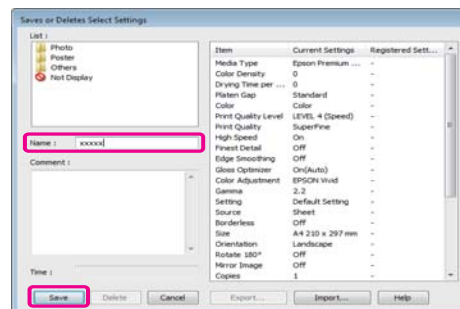 Saves or Deletes Select Settings
List :
Photo
Poster
Others
Not Display
Name : xxxxx
Comment :
Time :
Item Current Settings Registered Sett...
Media Type Epson Premium ... -
Color Density 0 -
Drying Time per ... 0 -
Platen Gap Standard -
Color Color -
Print Quality Level LEVEL 4 (Speed) -
Print Quality SuperFine -
High Speed On -
Finest Detail Off -
Edge Smoothing Off -
Gloss Optimizer On(Auto) -
Color Adjustment EPSON Vivid -
Gamma 2.2 -
Setting Default Setting -
Source Sheet -
Borderless Off -
Size A4 210 x 297 mm -
Orientation Landscape -
Rotate 180° Off -
Mirror Image Off -
Copies 1 -
Save Delete Cancel Export... Import... Help